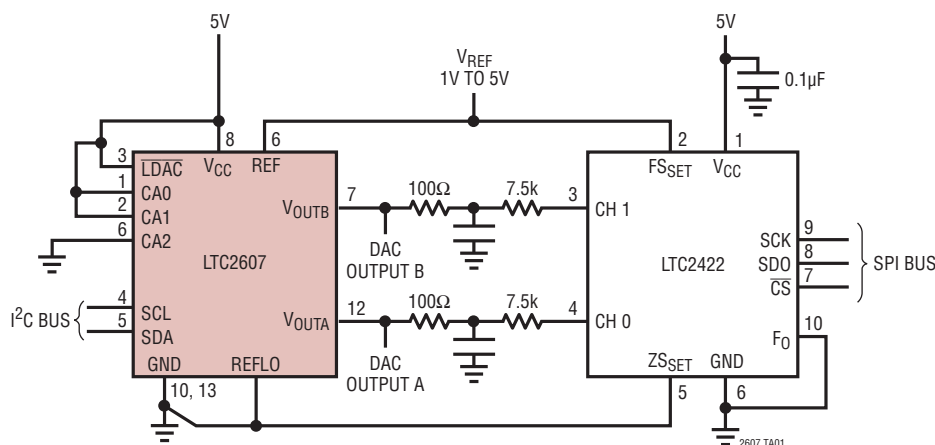 5V
5V
VREF
1V TO 5V
0.1µF
8
6
2
1
3
LDAC
VCC
REF
FSSET
VCC
1
CA0
2
CA1
VOUTB
7
100Ω
7.5k
3
CH 1
6
CA2
DAC
OUTPUT B
LTC2607
LTC2422
9
SCK
8
SDO
7
CS
SPI BUS
I2C BUS
4
SCL
5
SDA
VOUTA
12
100Ω
7.5k
4
CH 0
10
FO
DAC
OUTPUT A
GND
REFLO
ZSSET
GND
10, 13
5
6
2607 TA01